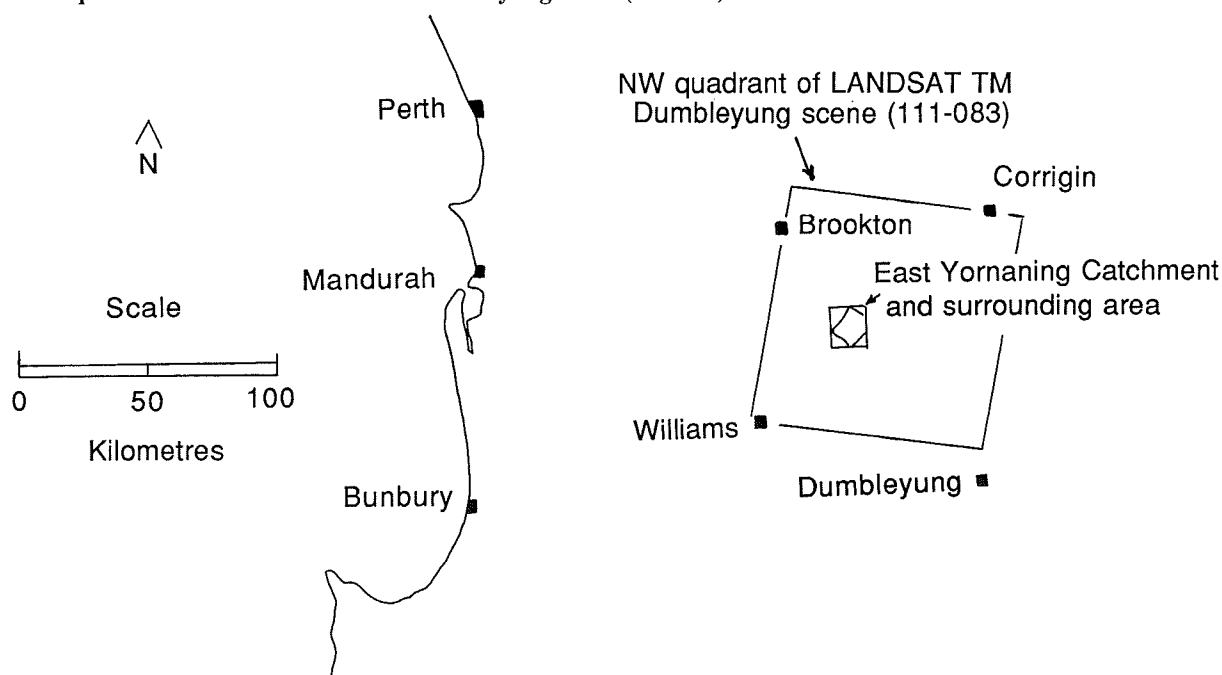 NW quadrant of LANDSAT TM
Dumbleyung scene (111-083)
Perth
N
Corrigin
Brookton
Mandurah
East Yornaning Catchment
and surrounding area
Scale
0 50 100
Kilometres
Williams
Bunbury
Dumbleyung